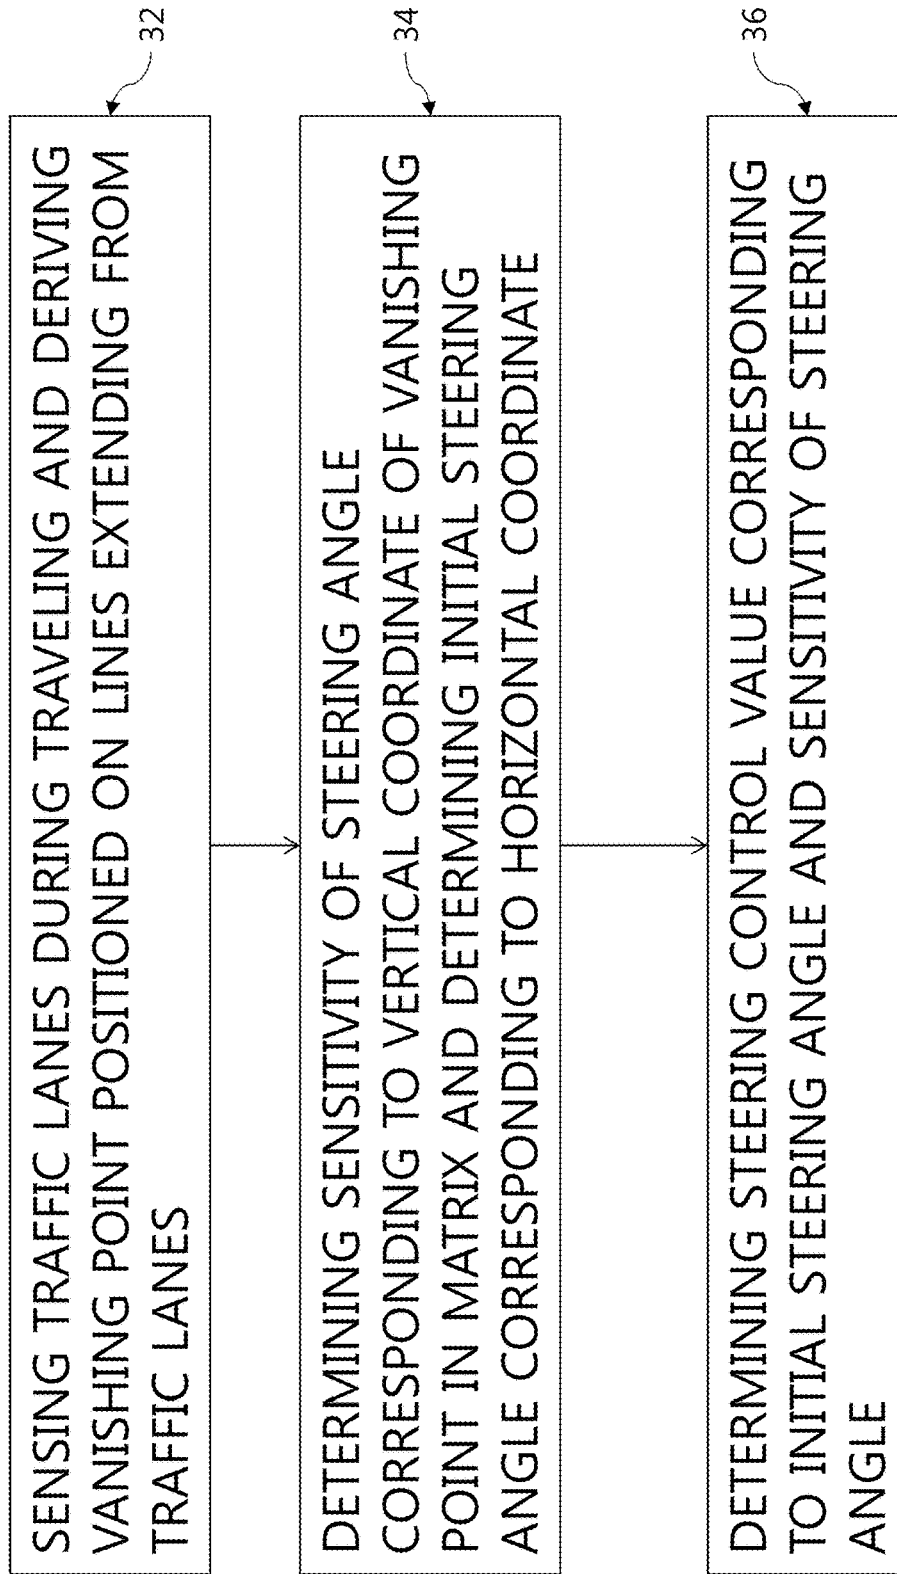 32
SENSING TRAFFIC LANES DURING TRAVELING AND DERIVING
VANISHING POINT POSITIONED ON LINES EXTENDING FROM
TRAFFIC LANES
34
DETERMINING SENSITIVITY OF STEERING ANGLE
CORRESPONDING TO VERTICAL COORDINATE OF VANISHING
POINT IN MATRIX AND DETERMINING INITIAL STEERING
ANGLE CORRESPONDING TO HORIZONTAL COORDINATE
36
DETERMINING STEERING CONTROL VALUE CORRESPONDING
TO INITIAL STEERING ANGLE AND SENSITIVITY OF STEERING
ANGLE